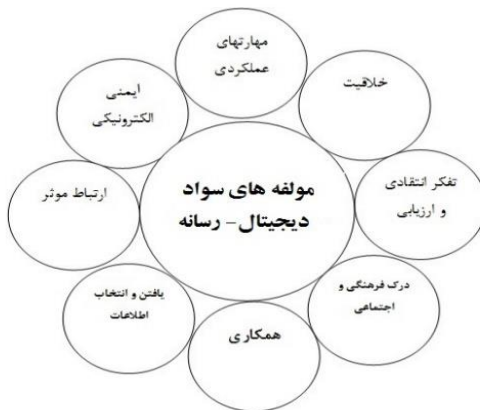 مهارتهای
عملکردی
خلاقیت
تفکر انتقادی
و ارزیابی
درک فرهنگی و
اجتماعی
همکاری
یافتن و انتخاب
اطلاعات
ارتباط موثر
ایمنی
الکترونیکی
مولفه های سواد
دیجیتال- رسانه